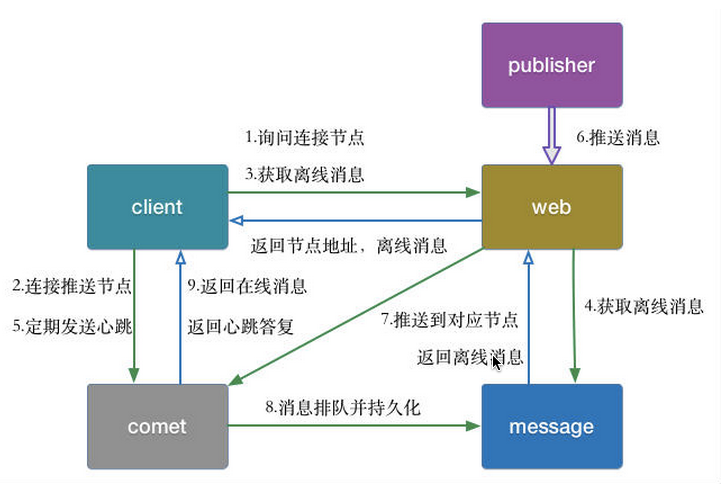 publisher
1.询问连接节点
6.推送消息
3.获取离线消息
client
web
返回节点地址，离线消息
2.连接推送节点
9.返回在线消息
4.获取离线消息
5.定期发送心跳
返回心跳答复
7.推送到对应节点
返回离线消息
8.消息排队并持久化
comet
message